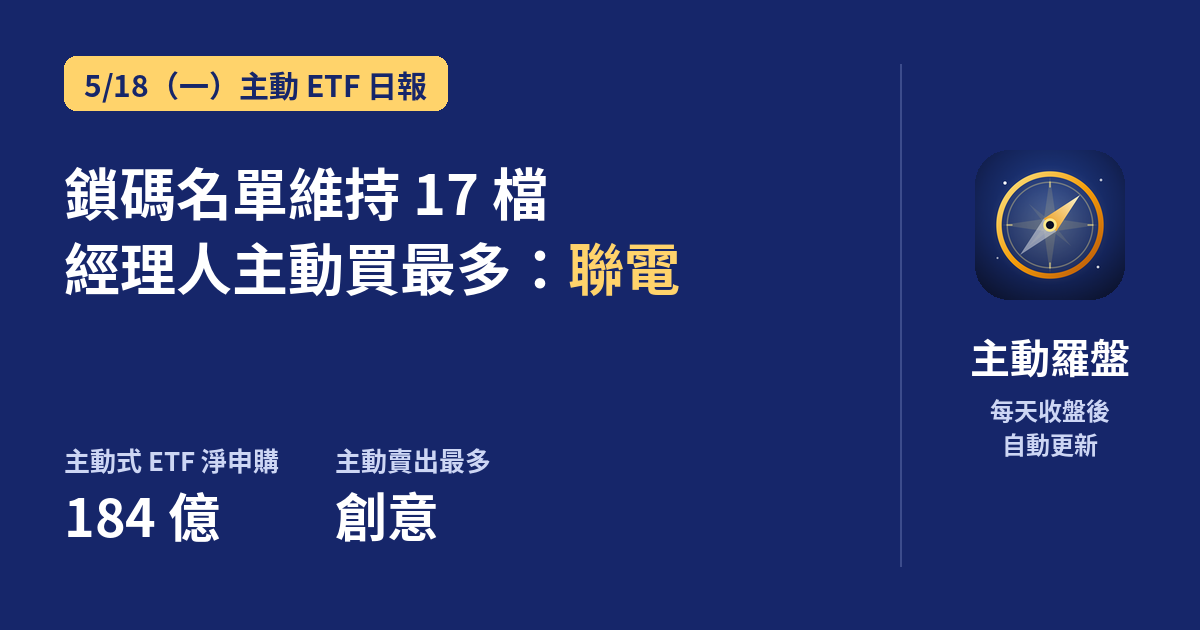 5/18（一）主動 ETF 日報
鎖碼名單維持 17 檔
經理人主動買最多：聯電
主動式 ETF 淨申購
184 億
主動賣出最多
創意
主動羅盤
每天收盤後
自動更新